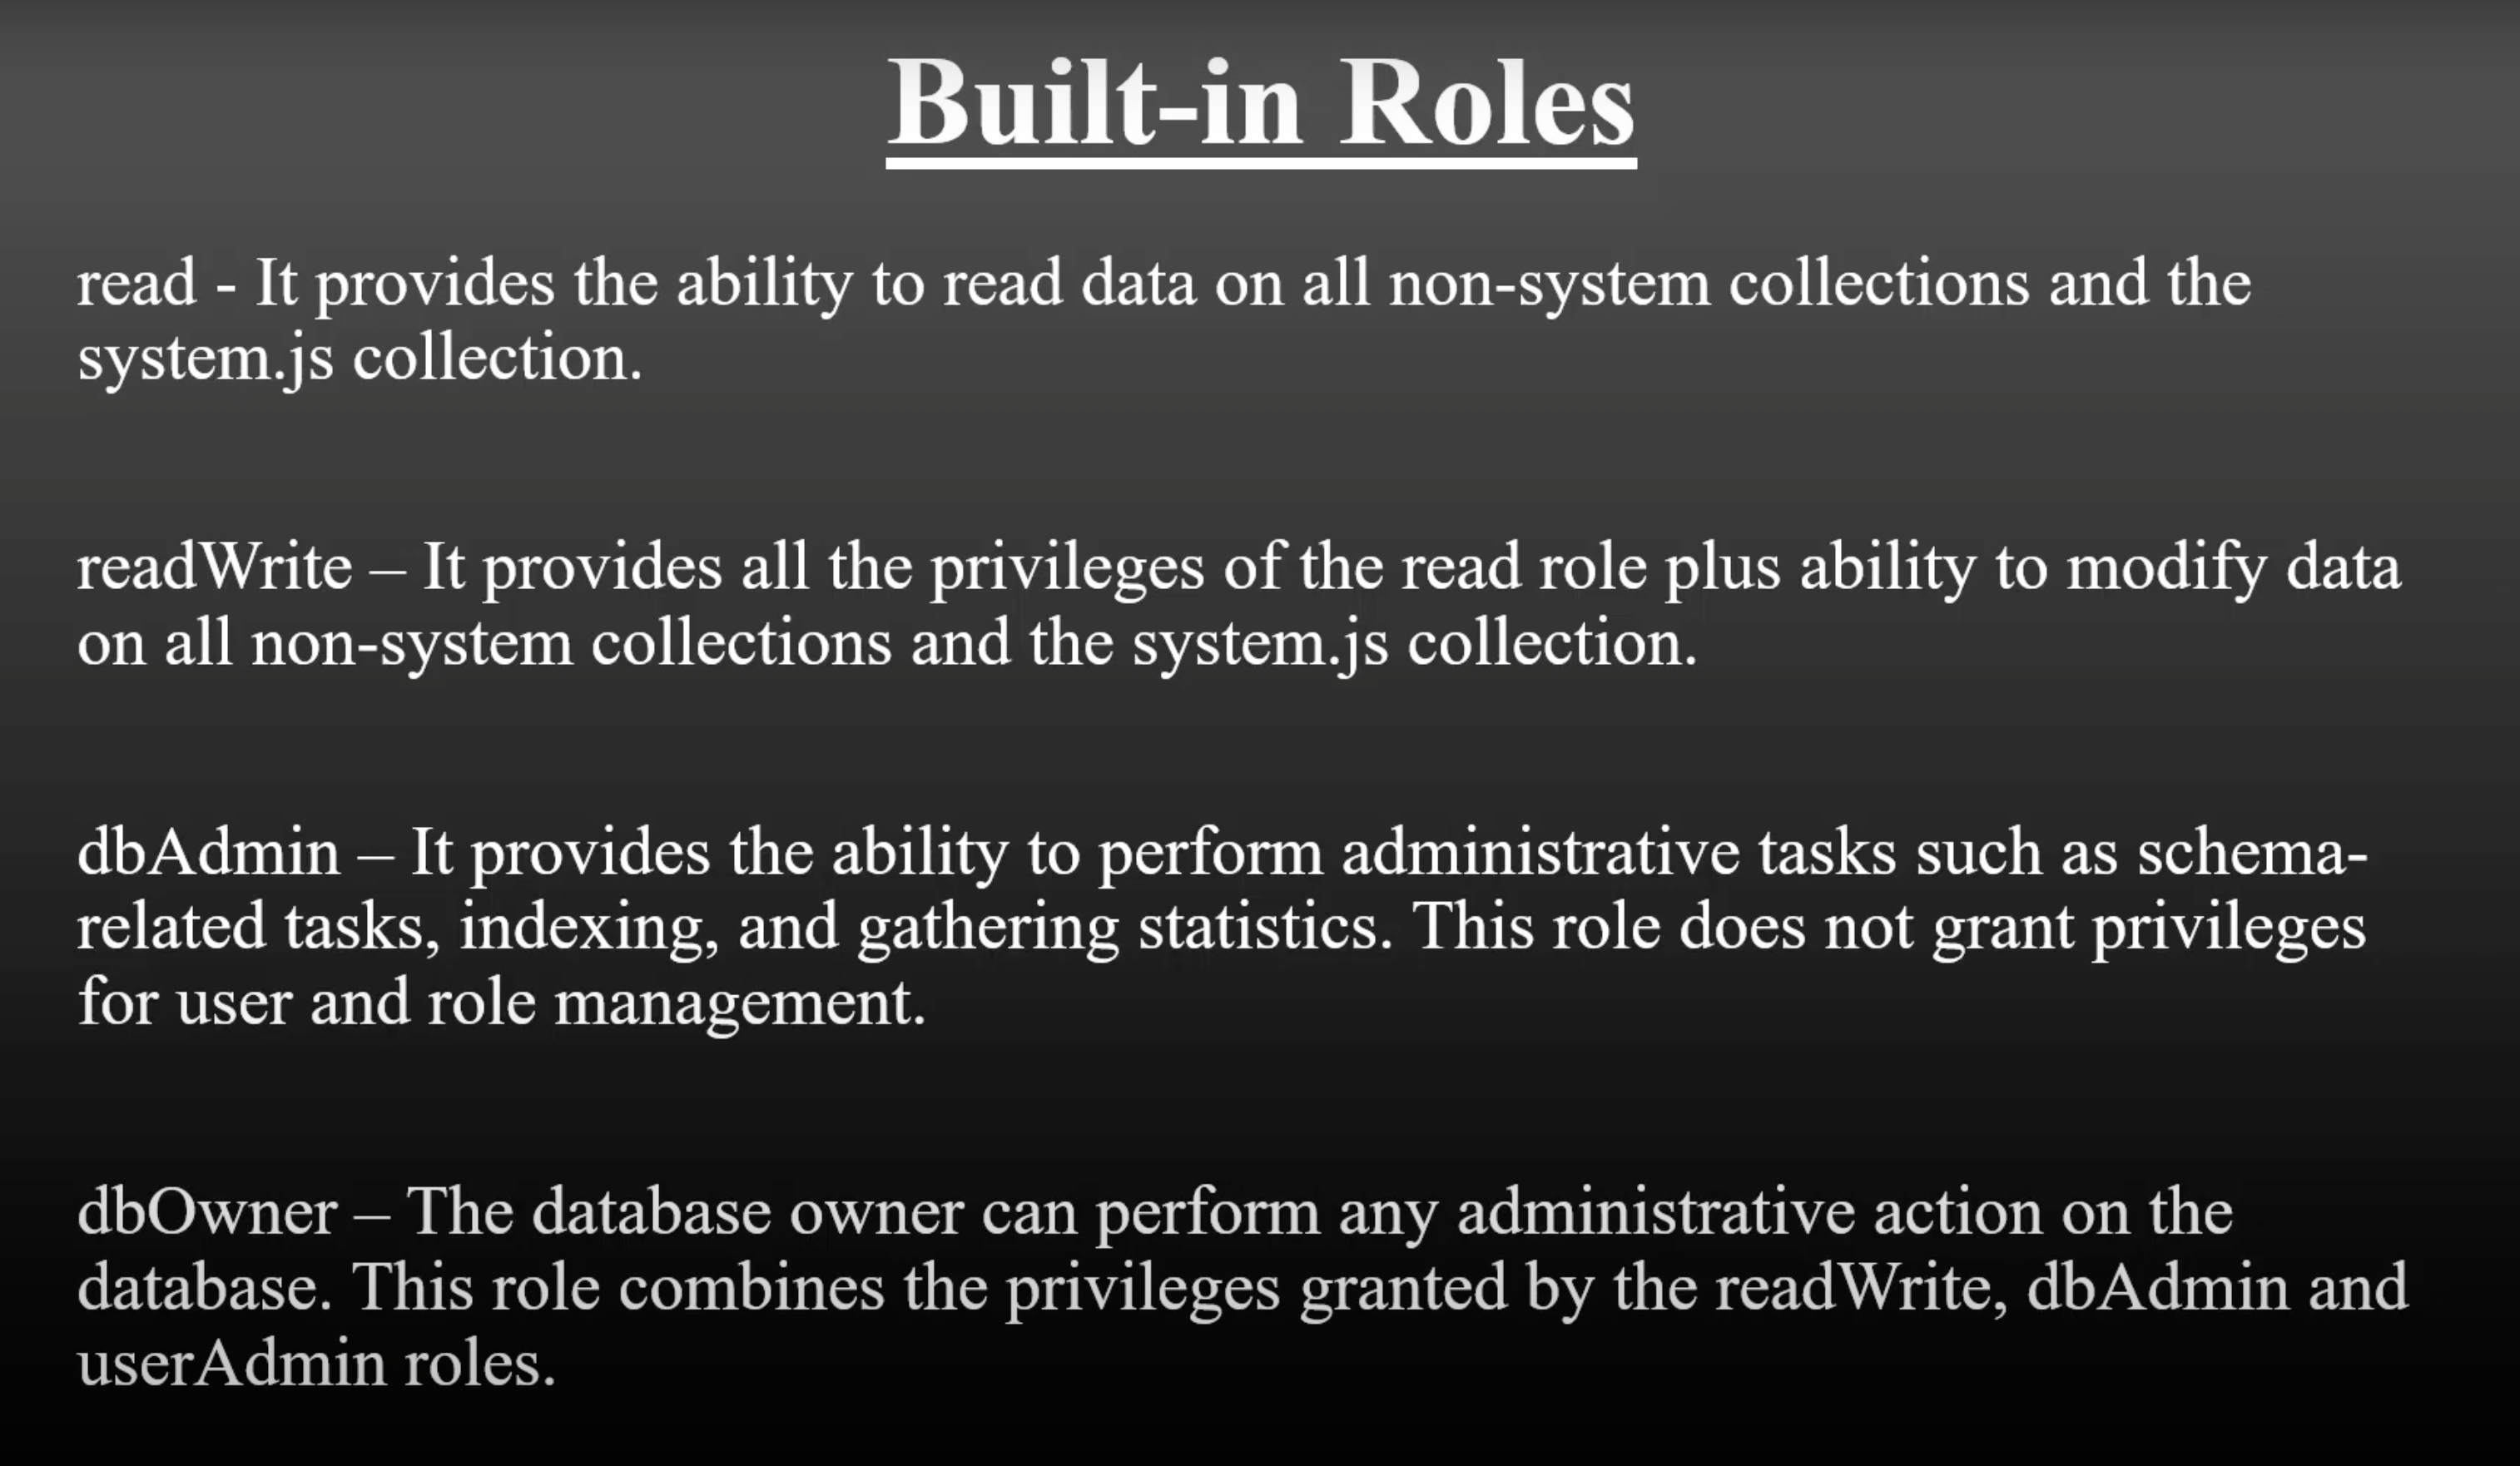 Built-in Roles
read - It provides the ability to read data on all non-system collections and the
system.js collection.
readWrite – It provides all the privileges of the read role plus ability to modify data
on all non-system collections and the system.js collection.
dbAdmin – It provides the ability to perform administrative tasks such as schema-
related tasks, indexing, and gathering statistics. This role does not grant privileges
for user and role management.
dbOwner – The database owner can perform any administrative action on the
database. This role combines the privileges granted by the readWrite, dbAdmin and
userAdmin roles.